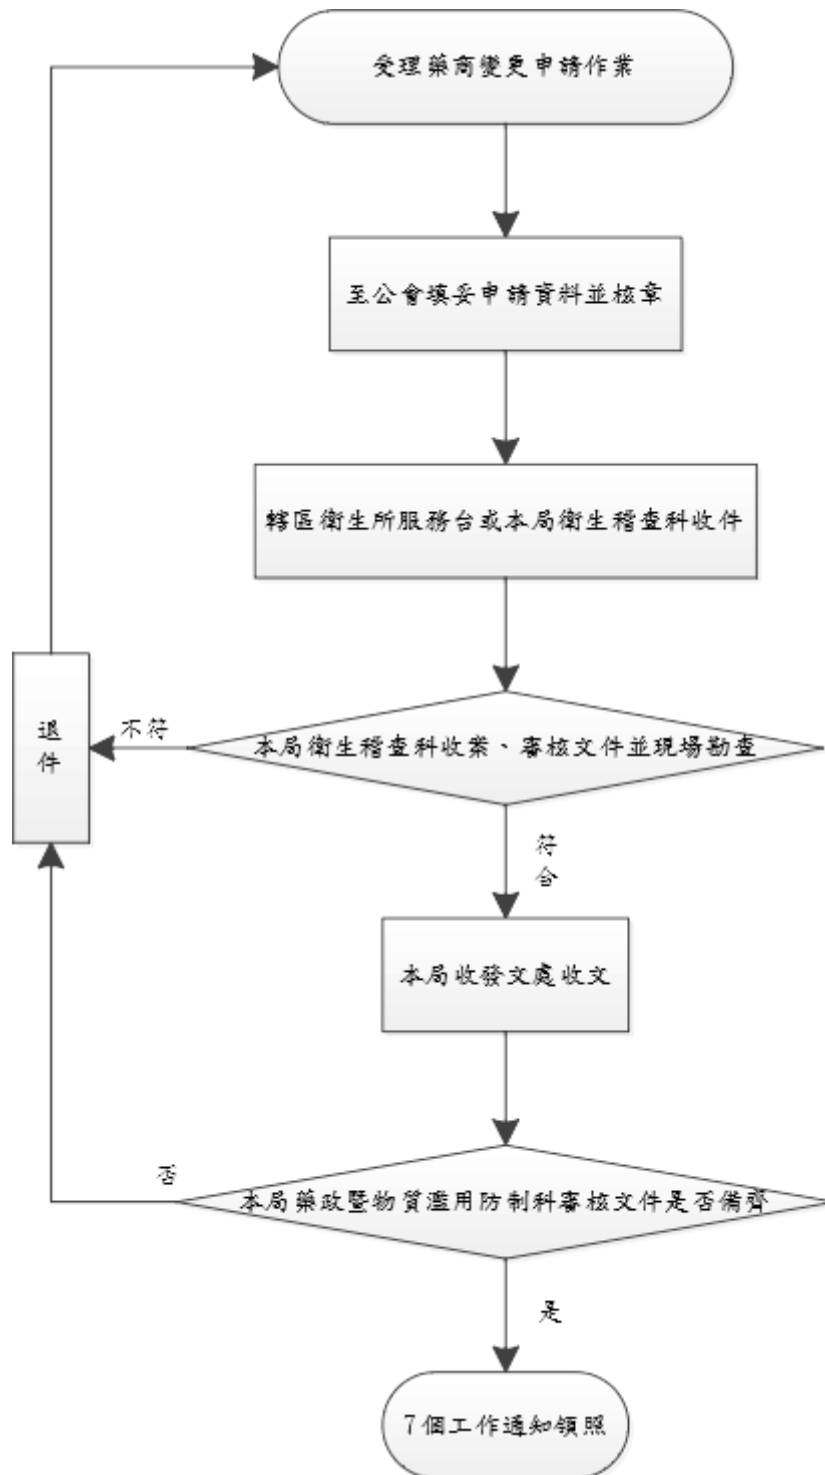 受理藥商變更申請作業
至公會填妥申請資料並核章
轄區衛生所服務台或本局衛生稽查科收件
退
件
不符
本局衛生稽查科收案、審核文件並現場勘查
符
合
本局收發文處收文
否
本局藥政暨物質濫用防制科審核文件是否備齊
是
7個工作通知領照